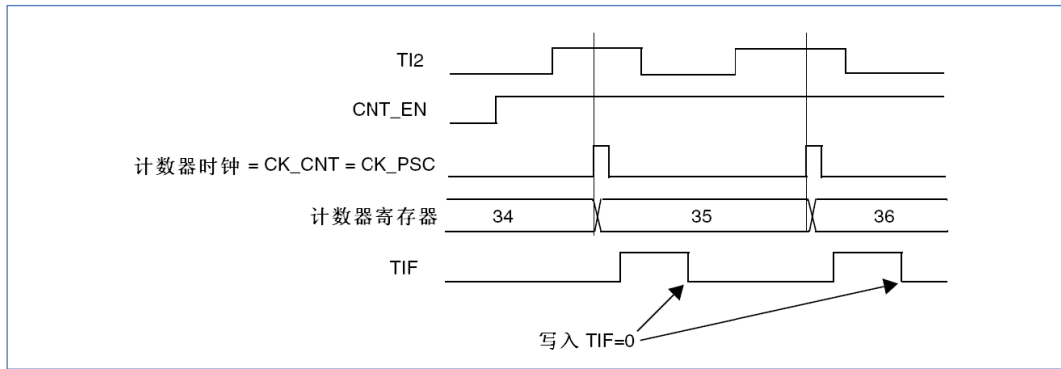 TI2
CNT_EN
计数器时钟 = CK_CNT = CK_PSC
计数器寄存器 34 35 36
TIF
写入 TIF=0